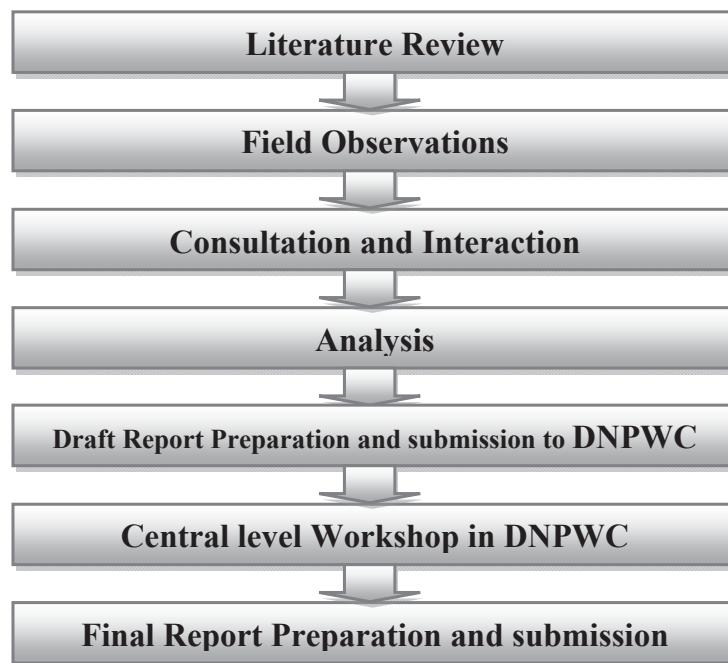 Literature Review
Field Observations
Consultation and Interaction
Analysis
Draft Report Preparation and submission to DNPWC
Central level Workshop in DNPWC
Final Report Preparation and submission